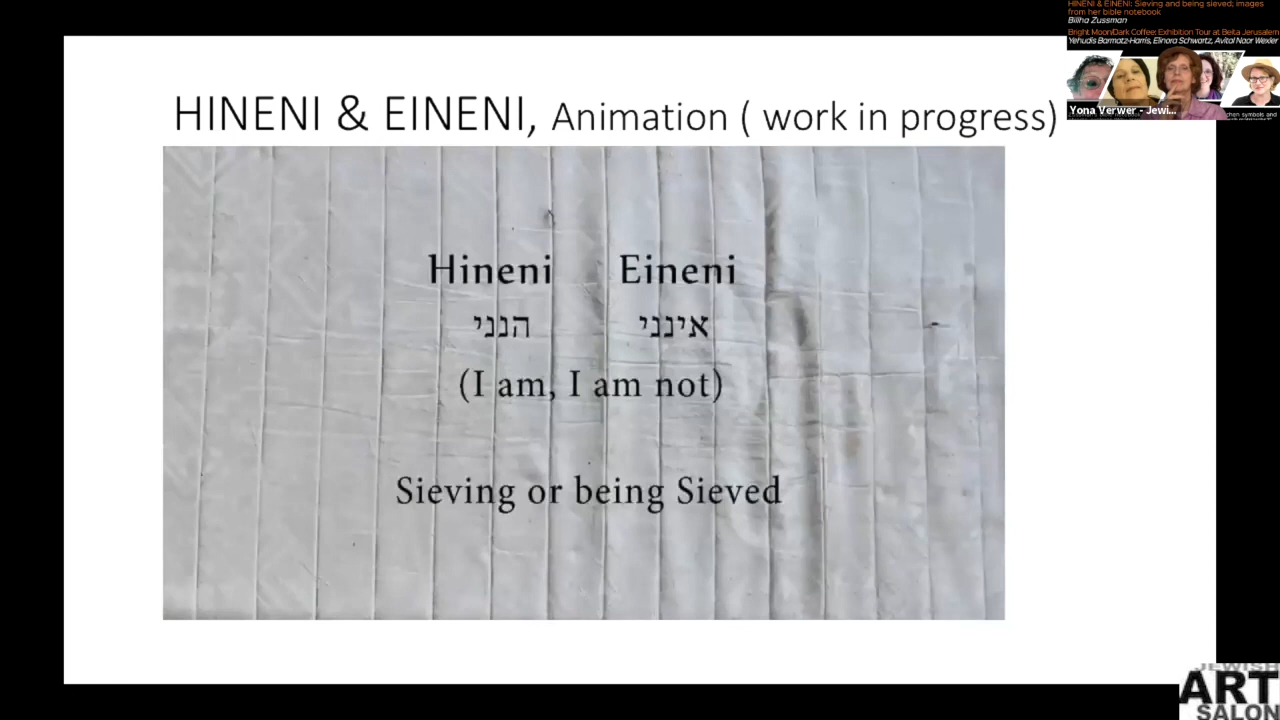 HINENI & EINENI: Sieving and being sieved; images
from her bible notebook
Bilha Zussman
Bright Moon/Dark Coffee: Exhibition Tour at Beita Jerusalem
Yehudis Barmatz-Harris, Elinora Schwartz, Avital Naor Wexler
Yona Verwer - Jewi...
symbols and
HINENI & EINENI, Animation ( work in progress)
Hineni Eineni
הנני אינני
(I am, I am not)
Sieving or being Sieved
JEWISH
ART
SALON